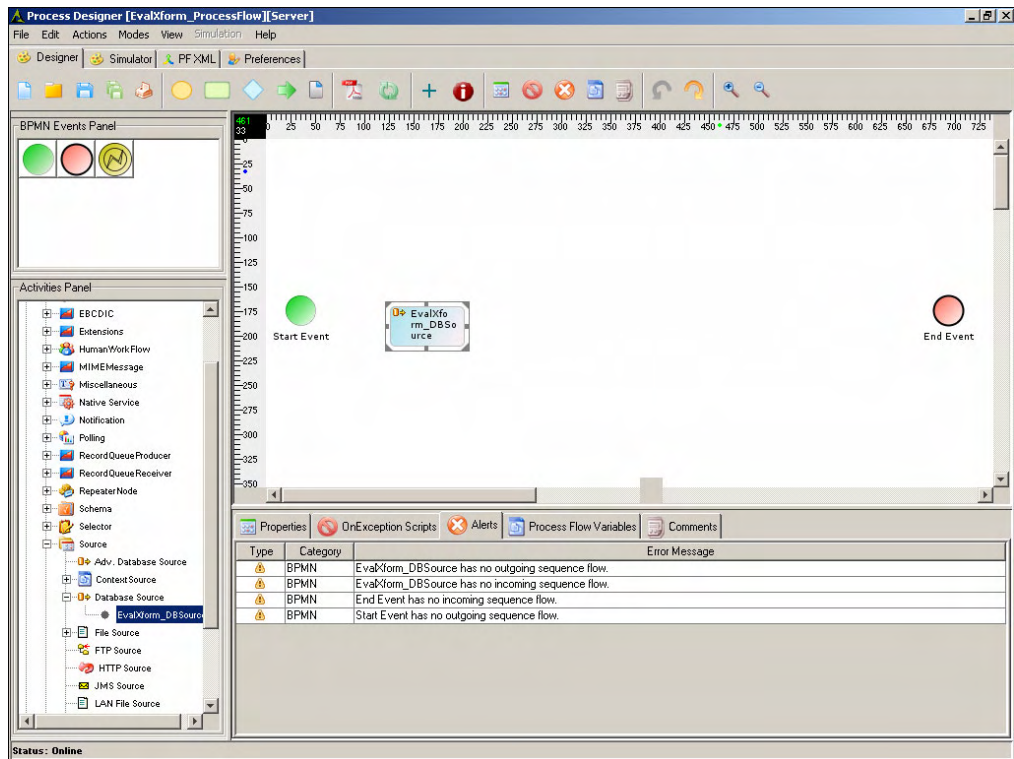 Process Designer [EvalXform_ProcessFlow][Server]
File Edit Actions Modes View Simulation Help
Designer Simulator PF XML Preferences
BPMN Events Panel
461
33
0 25 50 75 100 125 150 175 200 225 250 275 300 325 350 375 400 425 450 475 500 525 550 575 600 625 650 675 700 725
0
25
50
75
100
125
150
175
200
225
250
275
300
325
350
Start Event
EvalXfo
rm_DBSo
urce
End Event
Activities Panel
EBCDIC
Extensions
HumanWorkFlow
MIMEMessage
Miscellaneous
Native Service
Notification
Polling
RecordQueueProducer
RecordQueueReceiver
RepeaterNode
Schema
Selector
Source
Adv. Database Source
ContextSource
Database Source
EvalXform_DBSource
File Source
FTP Source
HTTP Source
JMS Source
LAN File Source
Properties OnException Scripts Alerts Process Flow Variables Comments
Type Category Error Message
BPMN EvalXform_DBSource has no outgoing sequence flow.
BPMN EvalXform_DBSource has no incoming sequence flow.
BPMN End Event has no incoming sequence flow.
BPMN Start Event has no outgoing sequence flow.
Status: Online